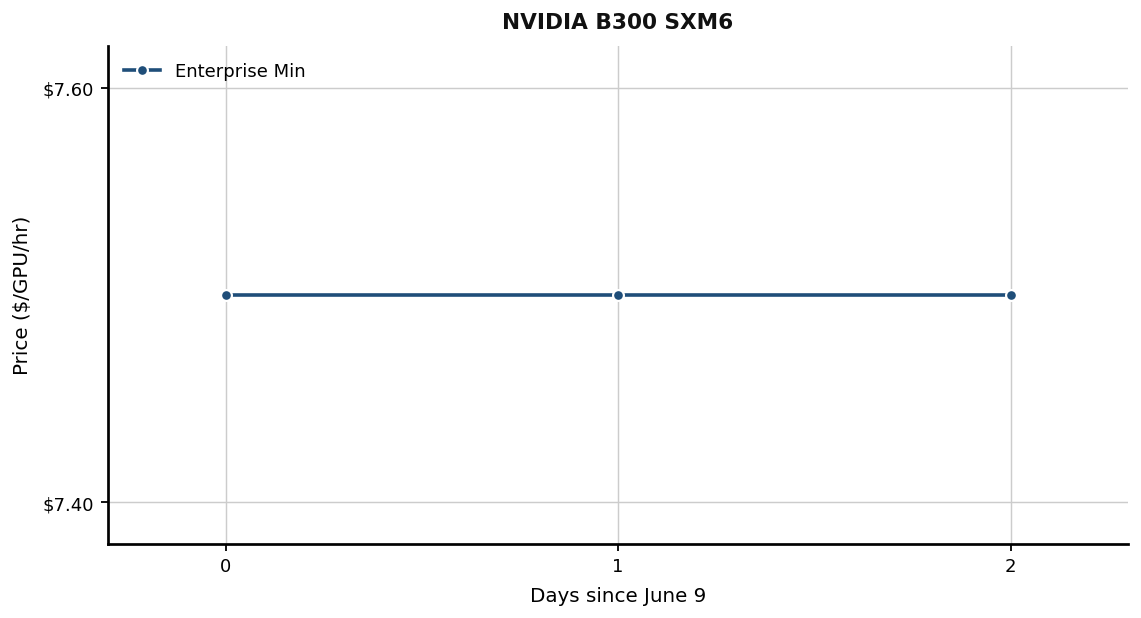 NVIDIA B300 SXM6
Enterprise Min
$7.60
$7.40
Price ($/GPU/hr)
0
1
2
Days since June 9